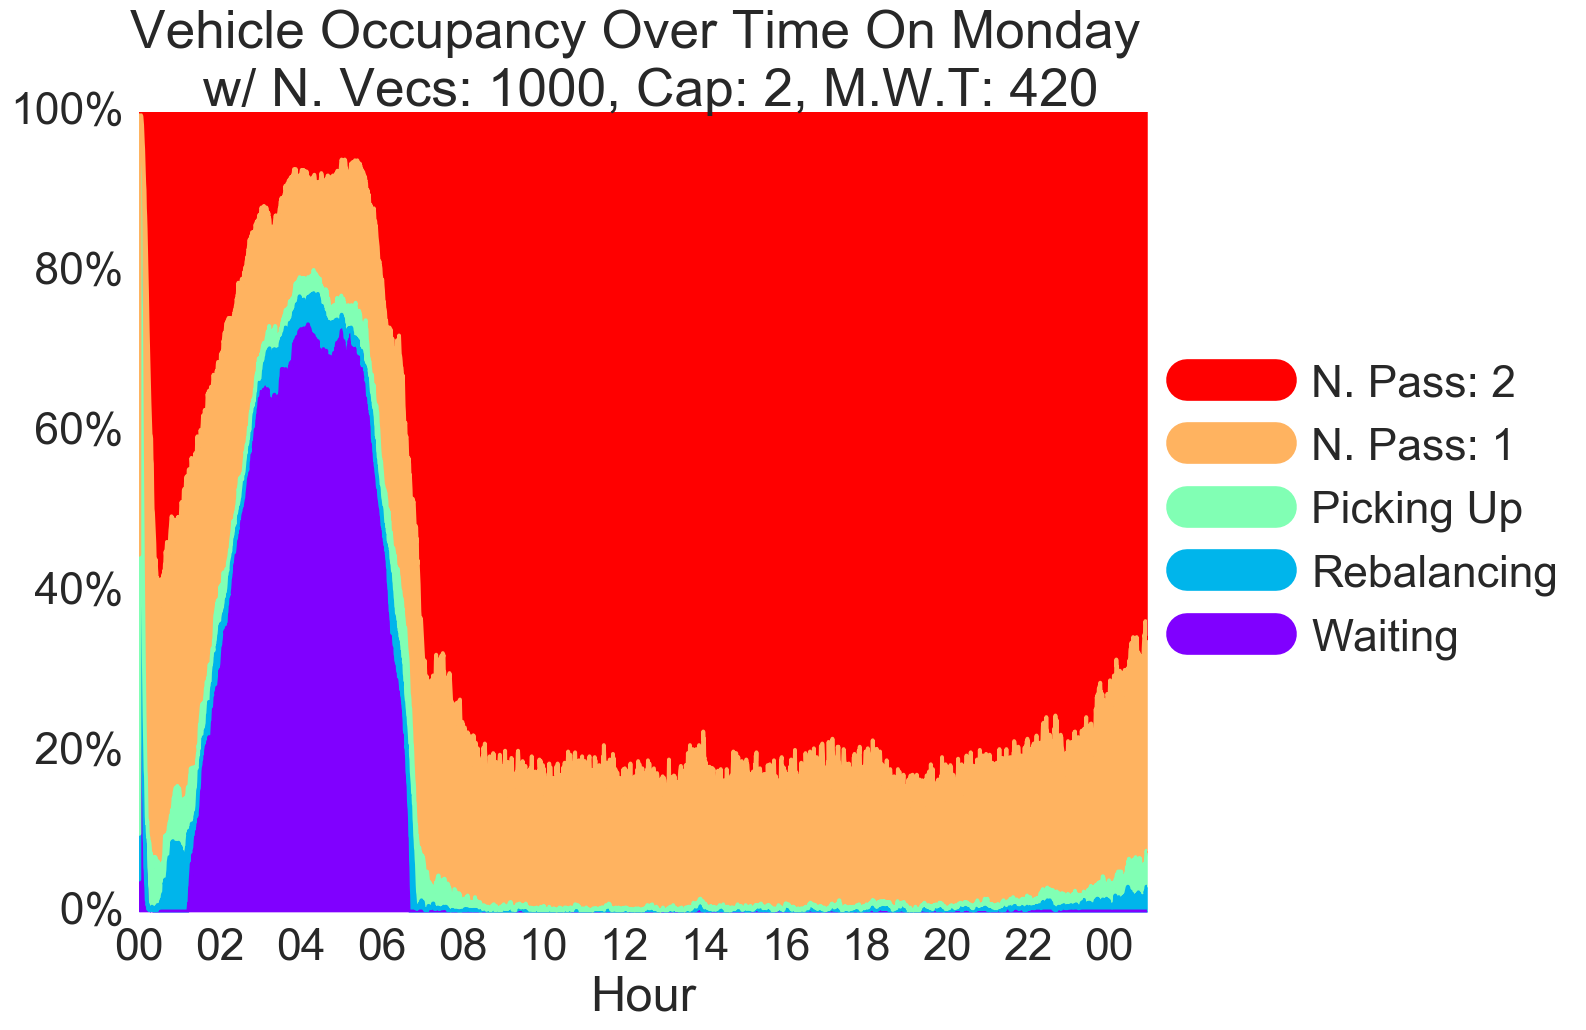 Vehicle Occupancy Over Time On Monday
w/ N. Vecs: 1000, Cap: 2, M.W.T: 420
100%
80%
60%
40%
20%
0%
00 02 04 06 08 10 12 14 16 18 20 22 00
Hour
N. Pass: 2
N. Pass: 1
Picking Up
Rebalancing
Waiting